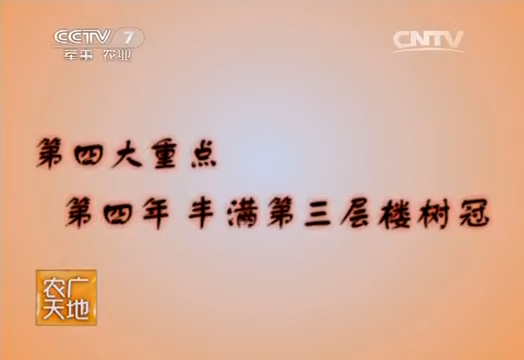 CCTV 7
军事 农业
CNTV
第四大重点
第四年 丰满第三层楼树冠
农广
天地